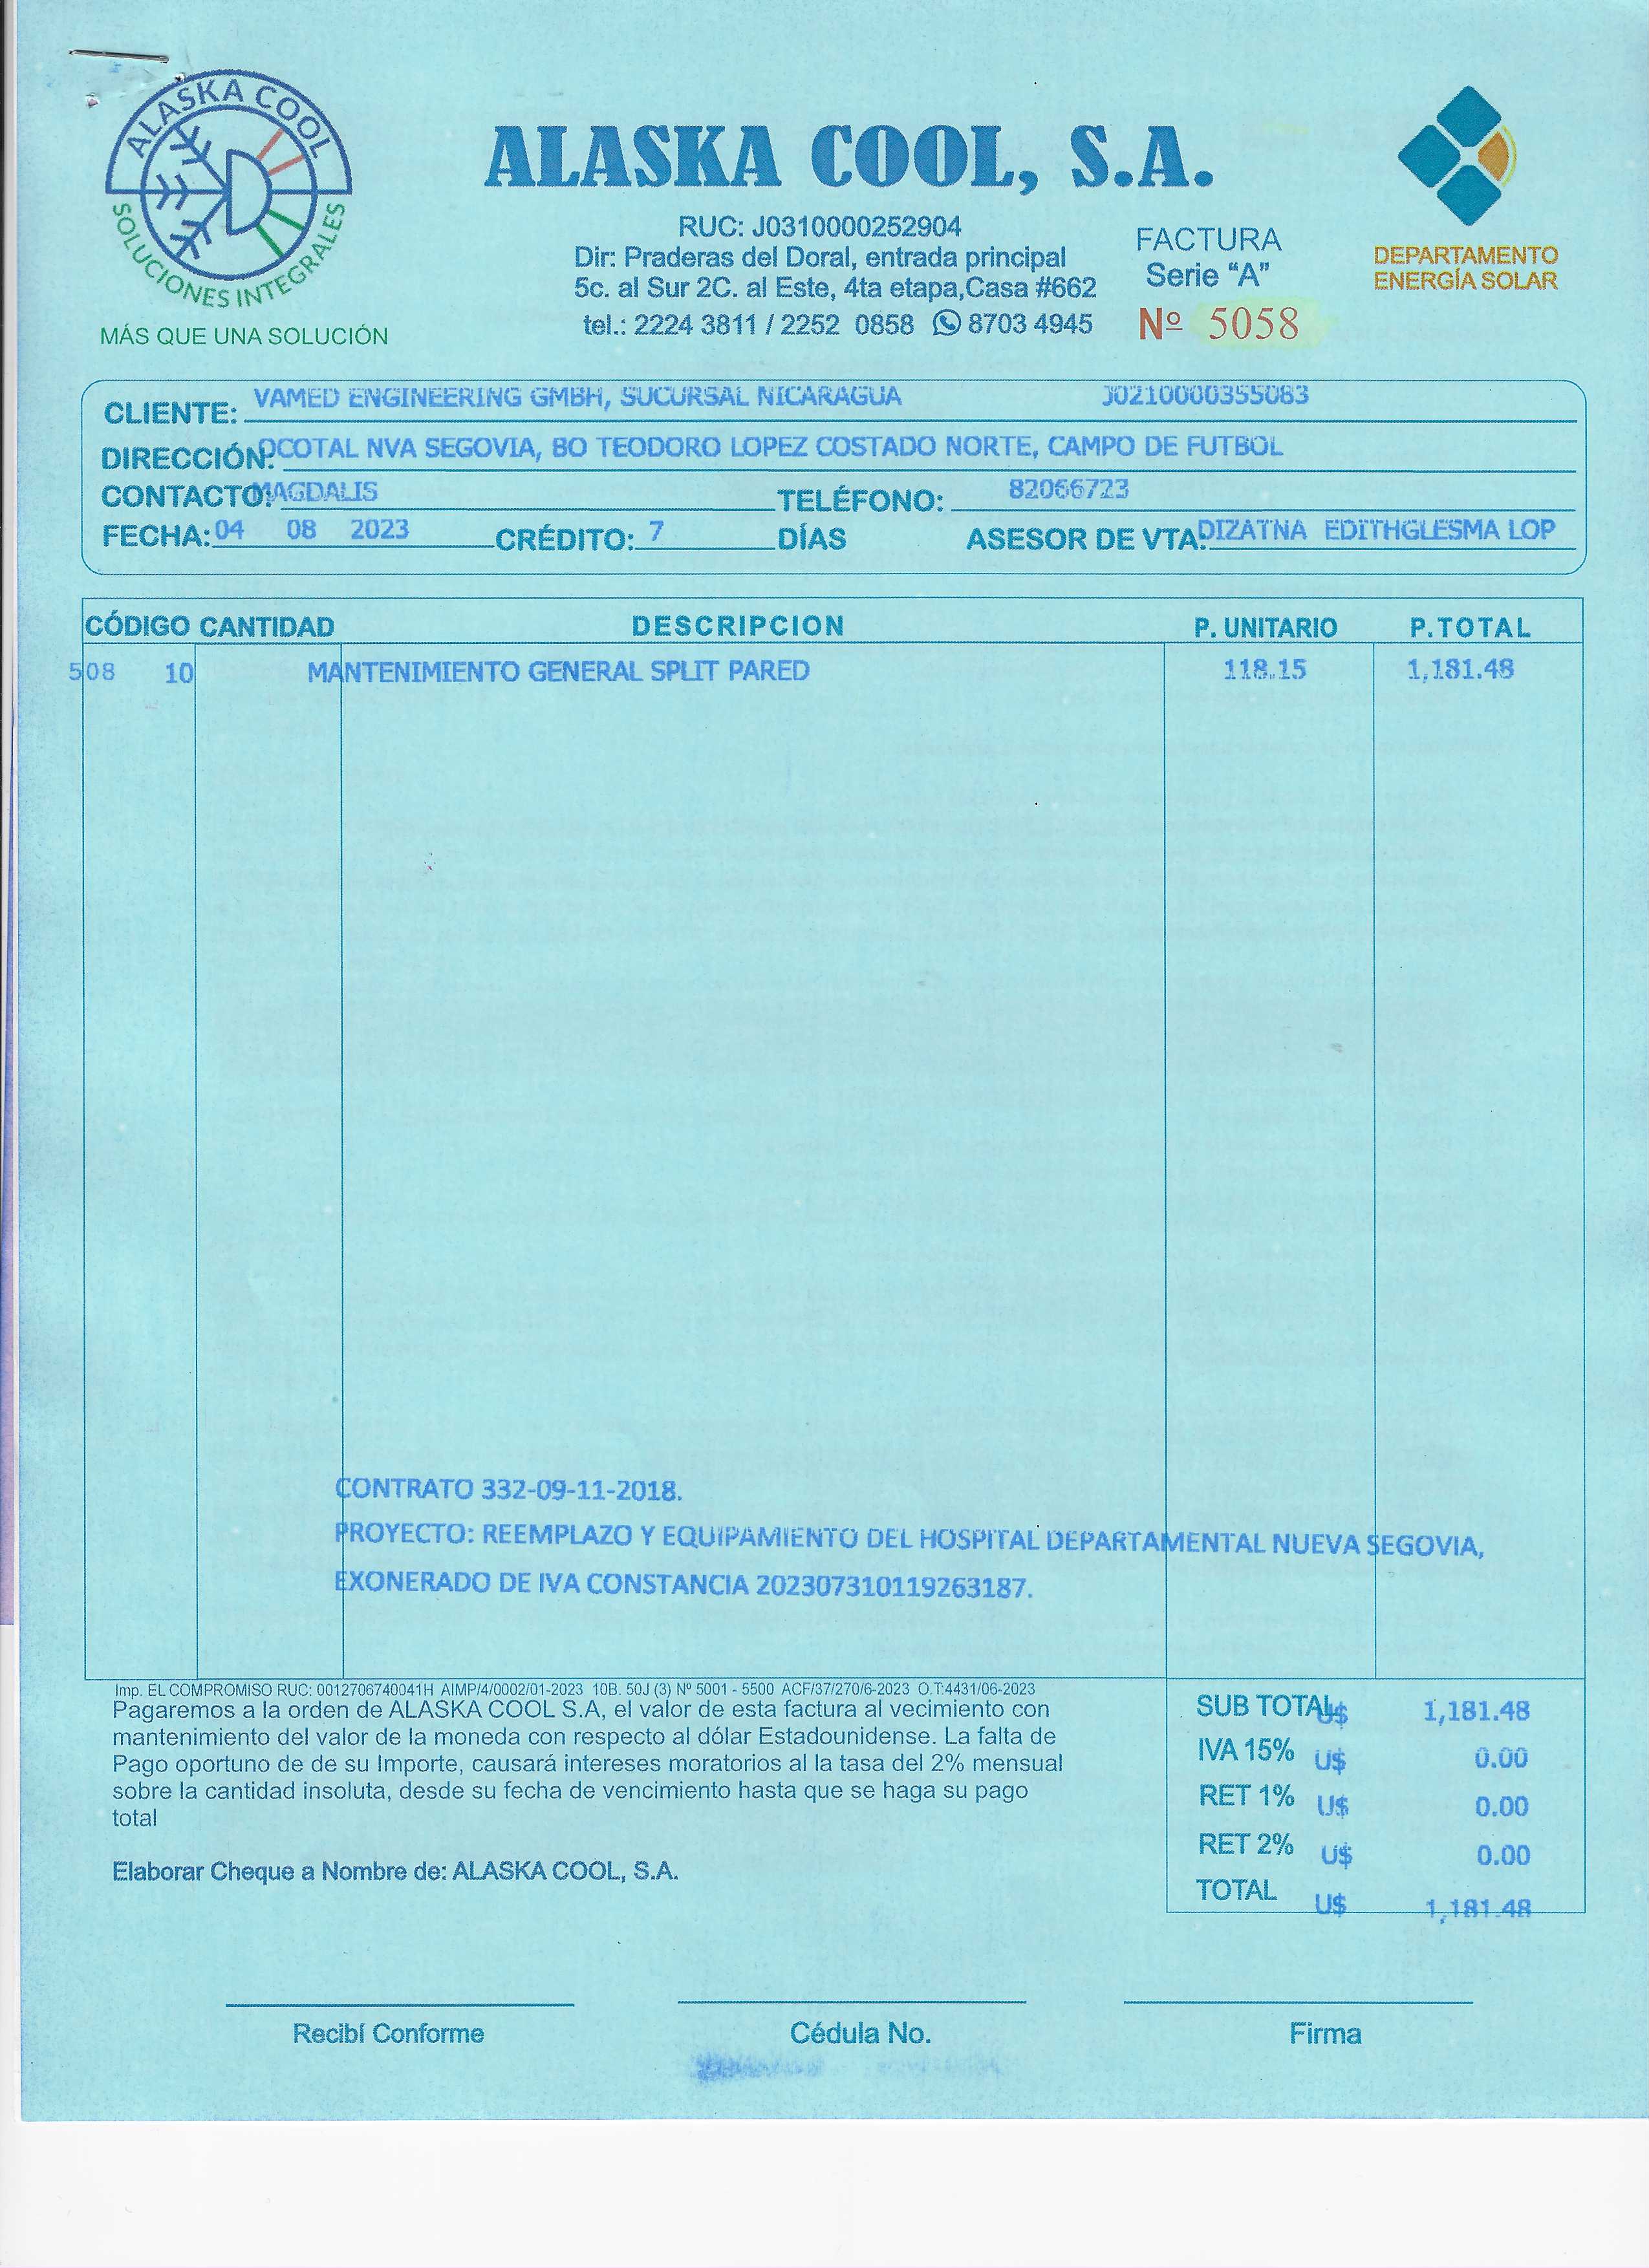 ALASKA COOL
SOLUCIONES INTEGRALES
MÁS QUE UNA SOLUCIÓN
ALASKA COOL, S.A.
RUC: J0310000252904
Dir: Praderas del Doral, entrada principal
5c. al Sur 2C. al Este, 4ta etapa,Casa #662
tel.: 2224 3811 / 2252 0858 8703 4945
FACTURA
Serie "A"
Nº 5058
DEPARTAMENTO
ENERGÍA SOLAR
CLIENTE: VAMED ENGINEERING GMBH, SUCURSAL NICARAGUA J0210000355083
DIRECCIÓN: OCOTAL NVA SEGOVIA, BO TEODORO LOPEZ COSTADO NORTE, CAMPO DE FUTBOL
CONTACTO: MAGDALIS TELÉFONO: 82066723
FECHA: 04 08 2023 CRÉDITO: 7 DÍAS ASESOR DE VTA: DIZATNA EDITHGLESMA LOP
CÓDIGO CANTIDAD DESCRIPCION P. UNITARIO P.TOTAL
508 10 MANTENIMIENTO GENERAL SPLIT PARED 118.15 1,181.48
CONTRATO 332-09-11-2018.
PROYECTO: REEMPLAZO Y EQUIPAMIENTO DEL HOSPITAL DEPARTAMENTAL NUEVA SEGOVIA,
EXONERADO DE IVA CONSTANCIA 202307310119263187.
Imp. EL COMPROMISO RUC: 0012706740041H AIMP/4/0002/01-2023 10B. 50J (3) Nº 5001 - 5500 ACF/37/270/6-2023 O.T:4431/06-2023
Pagaremos a la orden de ALASKA COOL S.A, el valor de esta factura al vecimiento con
mantenimiento del valor de la moneda con respecto al dólar Estadounidense. La falta de
Pago oportuno de de su Importe, causará intereses moratorios al la tasa del 2% mensual
sobre la cantidad insoluta, desde su fecha de vencimiento hasta que se haga su pago
total
Elaborar Cheque a Nombre de: ALASKA COOL, S.A.
SUB TOTAL U$ 1,181.48
IVA 15% U$ 0.00
RET 1% U$ 0.00
RET 2% U$ 0.00
TOTAL U$ 1,181.48
Recibí Conforme Cédula No. Firma